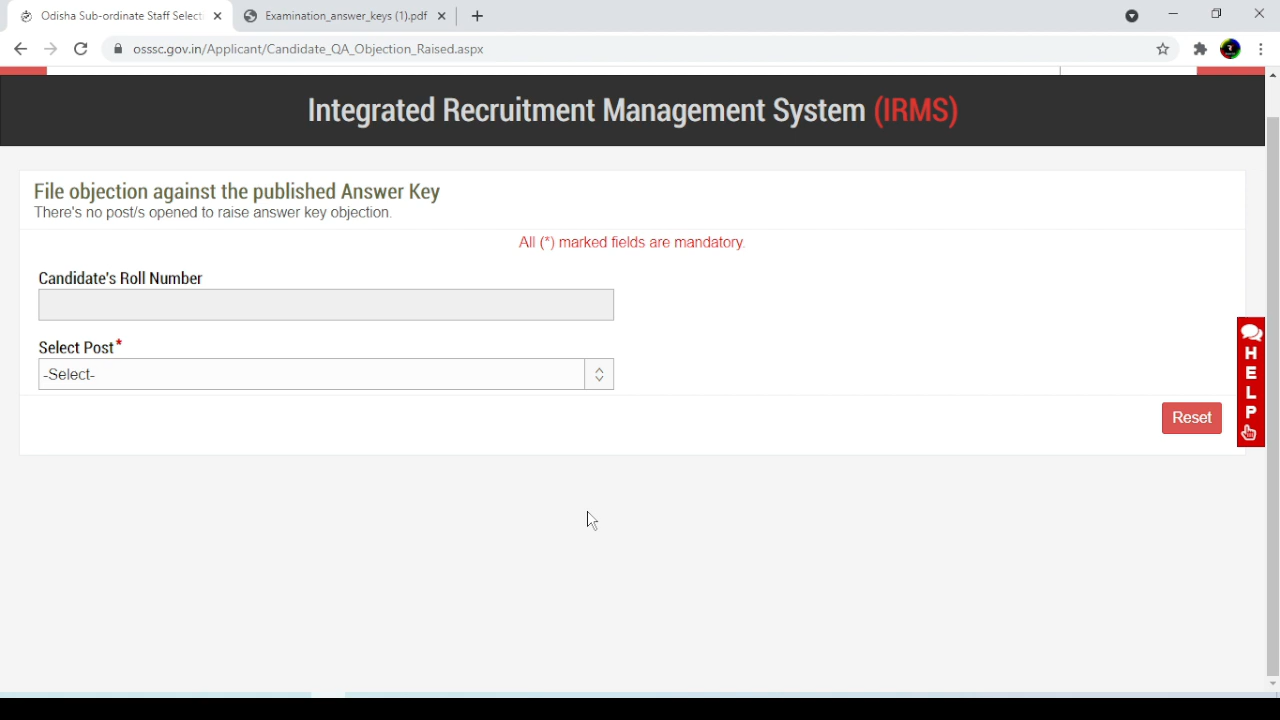 Odisha Sub-ordinate Staff Select
Examination_answer_keys (1).pdf
osssc.gov.in/Applicant/Candidate_QA_Objection_Raised.aspx
Integrated Recruitment Management System (IRMS)
File objection against the published Answer Key
There's no post/s opened to raise answer key objection.
All (*) marked fields are mandatory.
Candidate's Roll Number
Select Post*
-Select-
Reset
HELP